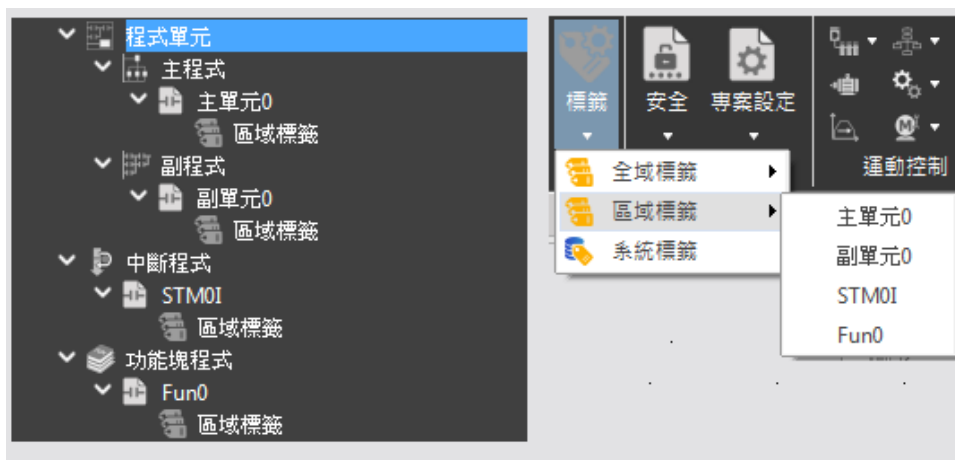 程式單元
主程式
主單元0
區域標籤
副程式
副單元0
區域標籤
中斷程式
STM0I
區域標籤
功能塊程式
Fun0
區域標籤
標籤
安全
專案設定
運動控制
全域標籤
區域標籤
系統標籤
主單元0
副單元0
STM0I
Fun0